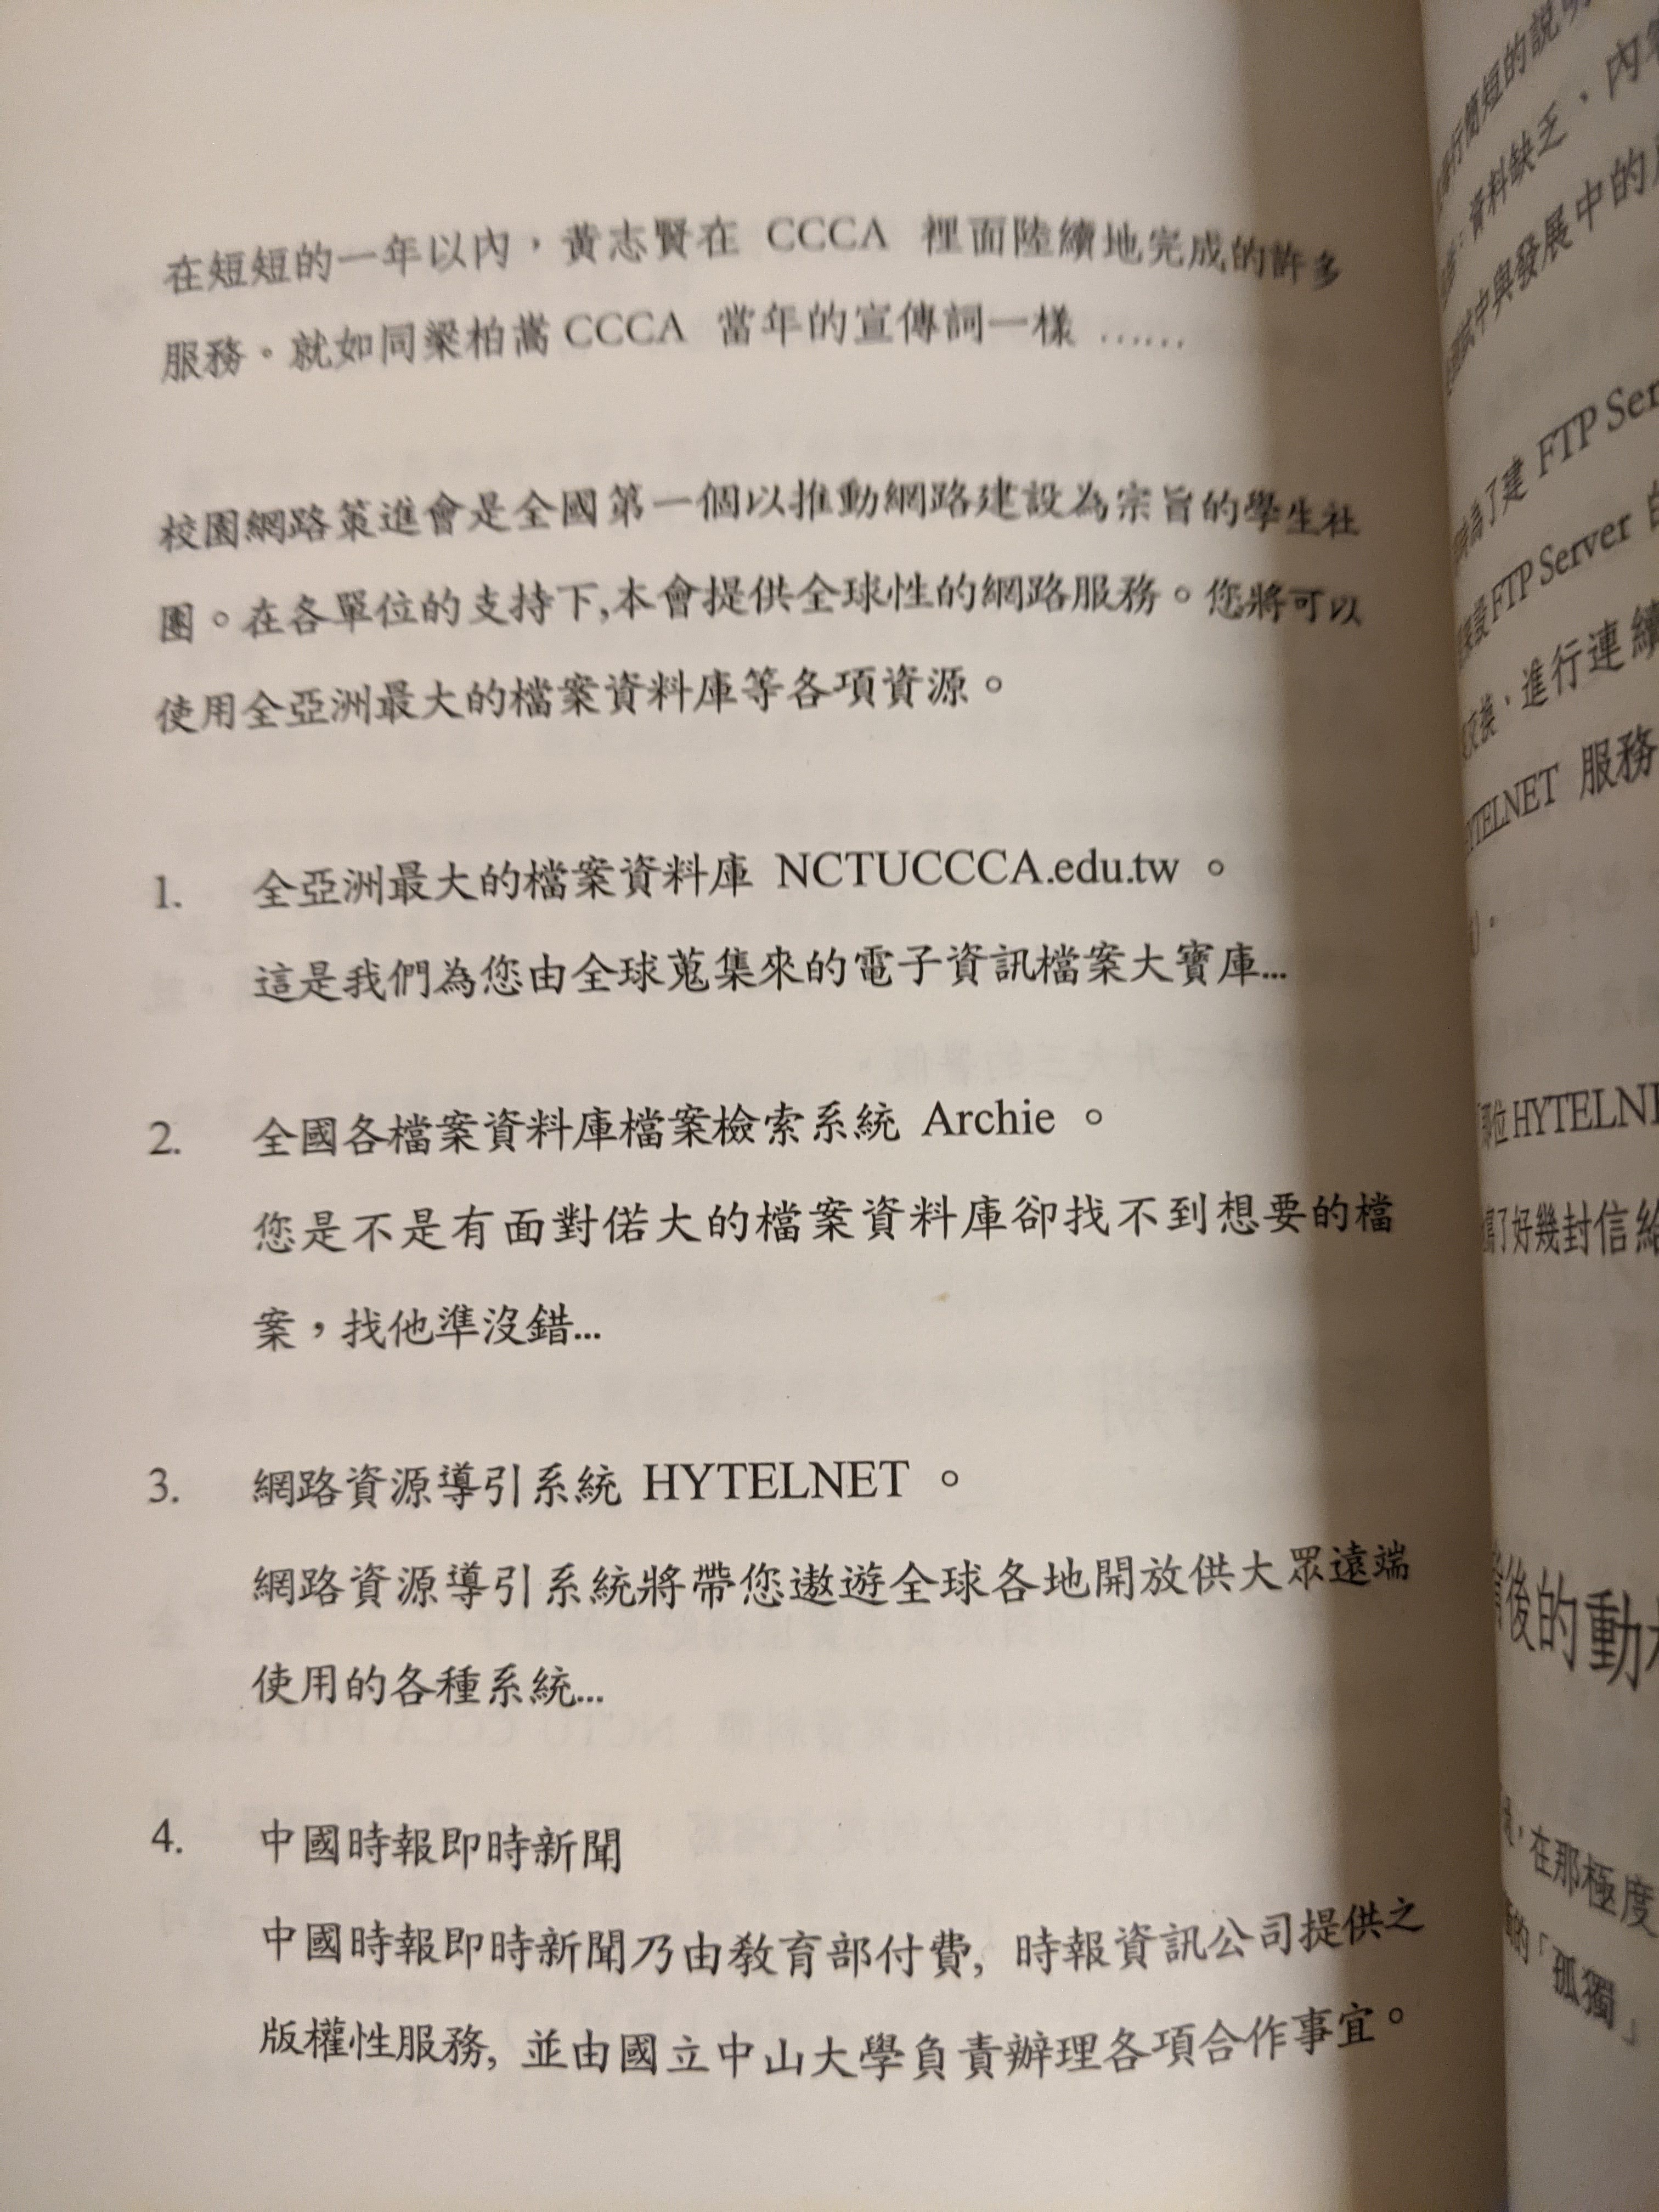 在短短的一年以內，黃志賢在 CCCA 裡面陸續地完成的許多
服務。就如同梁柏嵩 CCCA 當年的宣傳詞一樣 ……
校園網路策進會是全國第一個以推動網路建設為宗旨的學生社
團。在各單位的支持下,本會提供全球性的網路服務。您將可以
使用全亞洲最大的檔案資料庫等各項資源。
1. 全亞洲最大的檔案資料庫 NCTUCCCA.edu.tw 。
這是我們為您由全球蒐集來的電子資訊檔案大寶庫...
2. 全國各檔案資料庫檔案檢索系統 Archie 。
您是不是有面對偌大的檔案資料庫卻找不到想要的檔
案，找他準沒錯...
3. 網路資源導引系統 HYTELNET 。
網路資源導引系統將帶您遨遊全球各地開放供大眾遠端
使用的各種系統...
4. 中國時報即時新聞
中國時報即時新聞乃由教育部付費, 時報資訊公司提供之
版權性服務, 並由國立中山大學負責辦理各項合作事宜。
行簡短的說明
資料缺乏、內
試中與發展中的
了建 FTP Ser
FTP Server
、進行連續
TELNET 服務
HYTELN
了好幾封信給
後的動
，在那極度
的「孤獨」